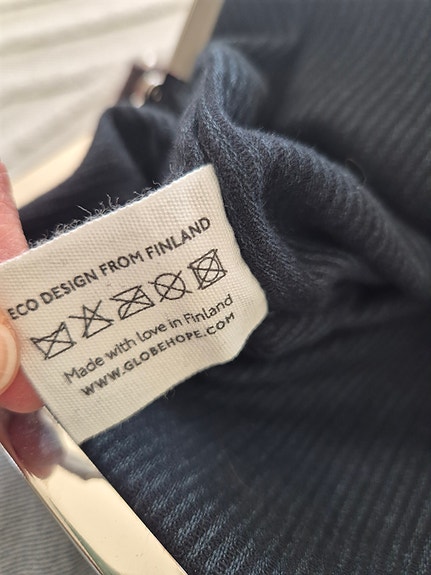 ECO DESIGN FROM FINLAND
Made with love in Finland
WWW.GLOBEHOPE.COM